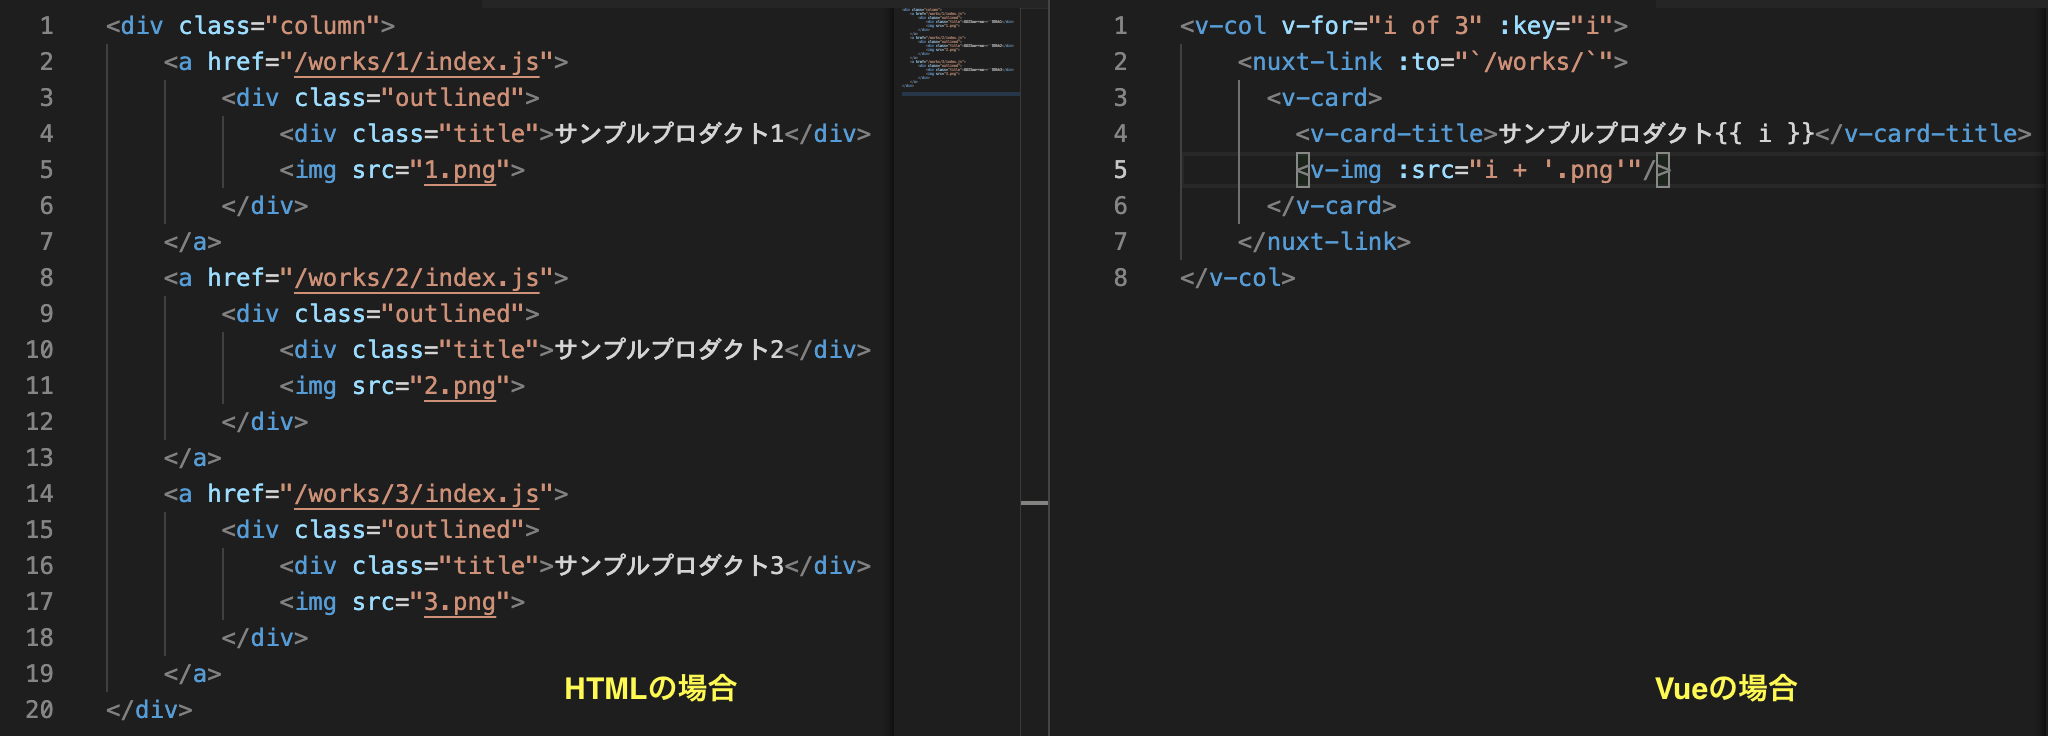 1 <div class="column">
2 <a href="/works/1/index.js">
3 <div class="outlined">
4 <div class="title">サンプルプロダクト1</div>
5 <img src="1.png">
6 </div>
7 </a>
8 <a href="/works/2/index.js">
9 <div class="outlined">
10 <div class="title">サンプルプロダクト2</div>
11 <img src="2.png">
12 </div>
13 </a>
14 <a href="/works/3/index.js">
15 <div class="outlined">
16 <div class="title">サンプルプロダクト3</div>
17 <img src="3.png">
18 </div>
19 </a>
20 </div>
HTMLの場合
1 <v-col v-for="i of 3" :key="i">
2 <nuxt-link :to="`/works/`">
3 <v-card>
4 <v-card-title>サンプルプロダクト{{ i }}</v-card-title>
5 <v-img :src="i + '.png'"/>
6 </v-card>
7 </nuxt-link>
8 </v-col>
Vueの場合